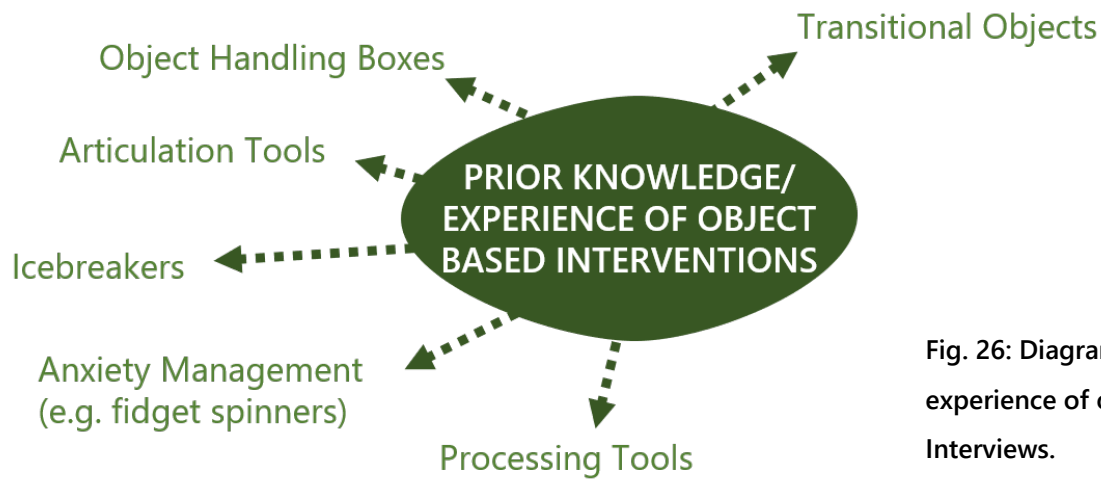 Transitional Objects
Object Handling Boxes
Articulation Tools
PRIOR KNOWLEDGE/
EXPERIENCE OF OBJECT
BASED INTERVENTIONS
Icebreakers
Anxiety Management
(e.g. fidget spinners)
Processing Tools
Fig. 26:
experience of
Interviews.